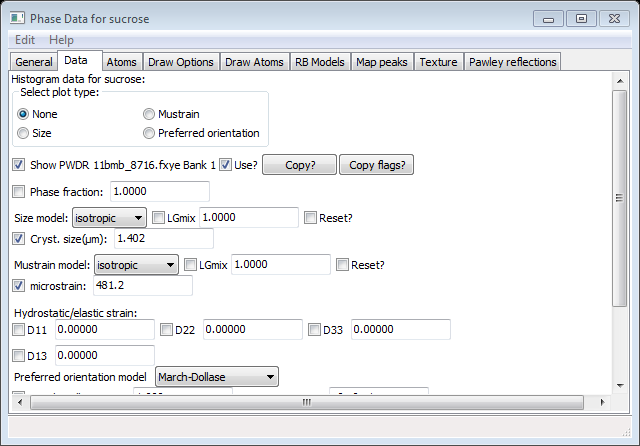 Phase Data for sucrose
Edit Help
General Data Atoms Draw Options Draw Atoms RB Models Map peaks Texture Pawley reflections
Histogram data for sucrose:
Select plot type:
None Mustrain
Size Preferred orientation
Show PWDR 11bmb_8716.fxye Bank 1 Use? Copy? Copy flags?
Phase fraction: 1.0000
Size model: isotropic LGmix 1.0000 Reset?
Cryst. size(μm): 1.402
Mustrain model: isotropic LGmix 1.0000 Reset?
microstrain: 481.2
Hydrostatic/elastic strain:
D11 0.00000 D22 0.00000 D33 0.00000
D13 0.00000
Preferred orientation model March-Dollase